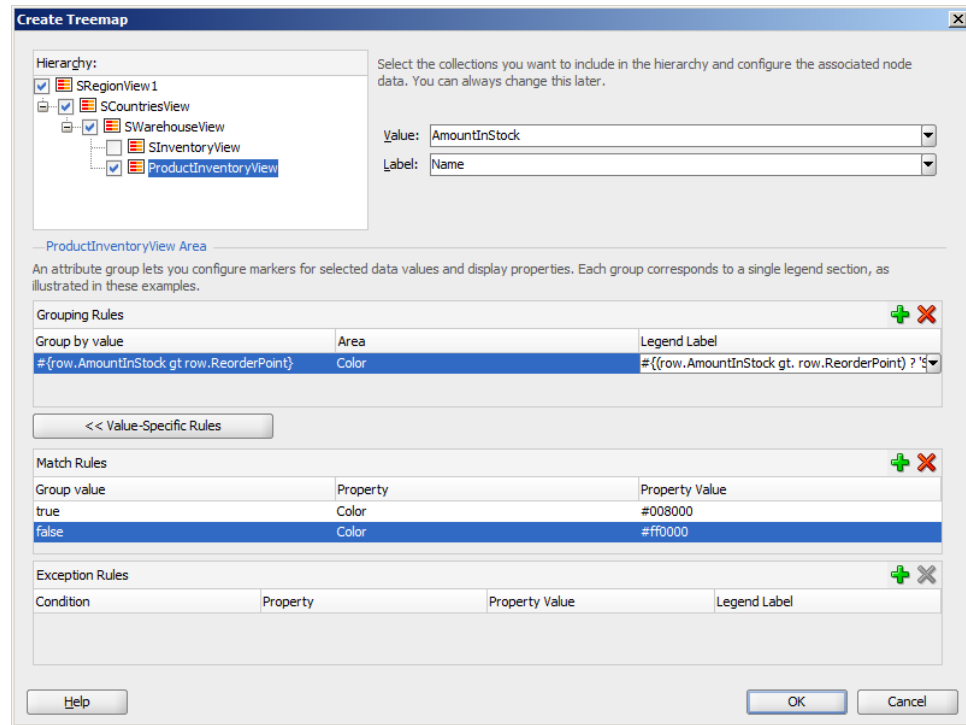 Create Treemap
Hierarchy:
SRegionView1
SCountriesView
SWarehouseView
SInventoryView
ProductInventoryView
Select the collections you want to include in the hierarchy and configure the associated node
data. You can always change this later.
Value: AmountInStock
Label: Name
ProductInventoryView Area
An attribute group lets you configure markers for selected data values and display properties. Each group corresponds to a single legend section, as
illustrated in these examples.
Grouping Rules
Group by value Area Legend Label
#{row.AmountInStock gt row.ReorderPoint} Color #{(row.AmountInStock gt. row.ReorderPoint) ? 'S
<< Value-Specific Rules
Match Rules
Group value Property Property Value
true Color #008000
false Color #ff0000
Exception Rules
Condition Property Property Value Legend Label
Help OK Cancel